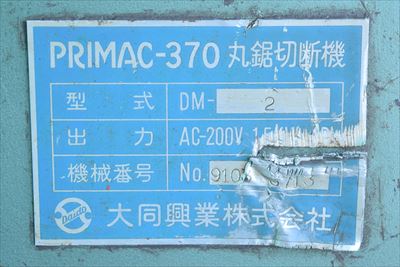 PRIMAC-370 丸鋸切断機
型式 DM- 2
出力 AC-200V
機械番号 No.
Daido 大同興業株式会社